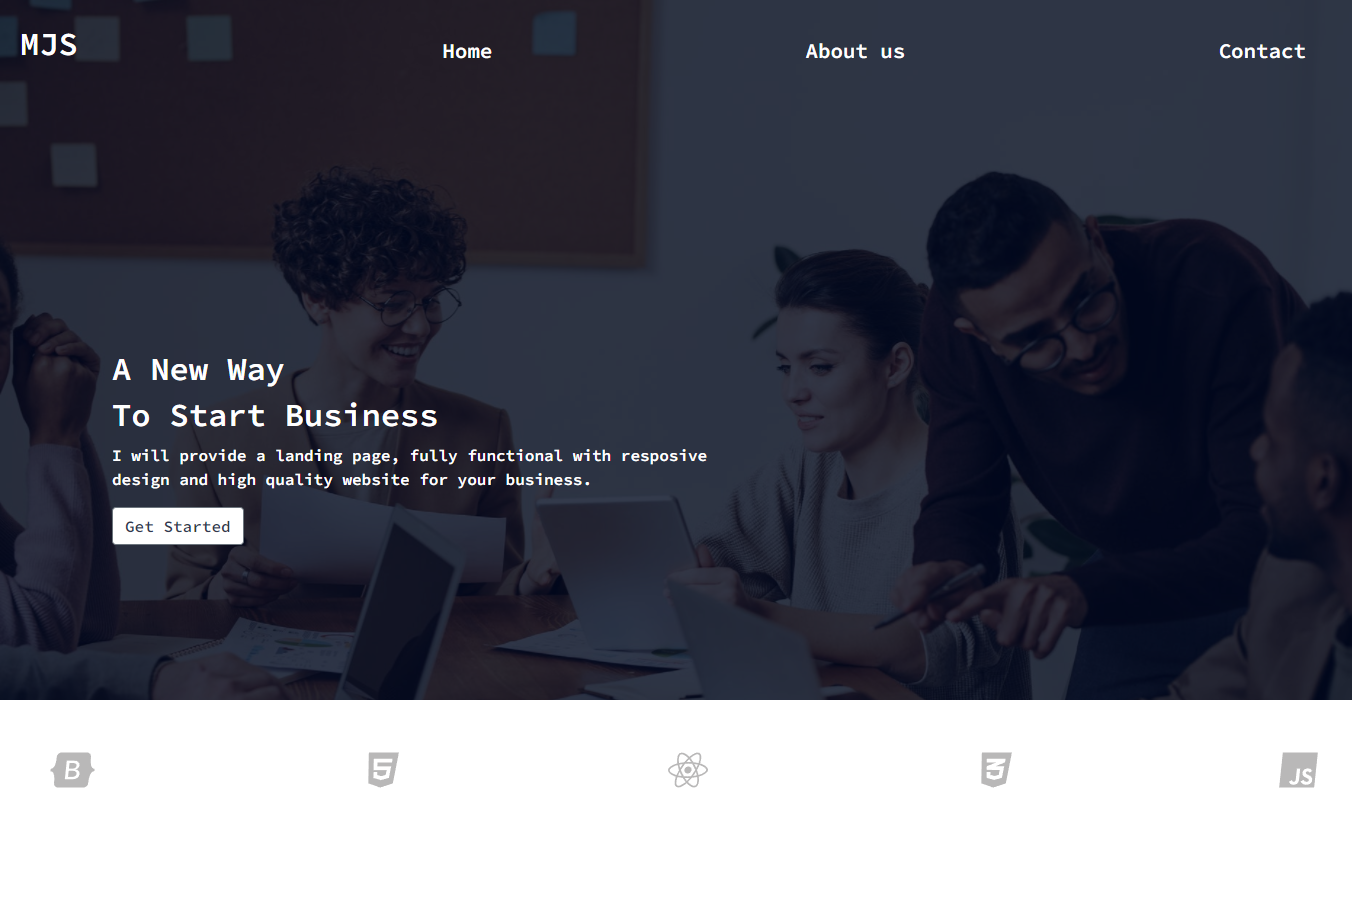 MJS
Home
About us
Contact
A New Way
To Start Business
I will provide a landing page, fully functional with resposive
design and high quality website for your business.
Get Started
B
5
3
JS